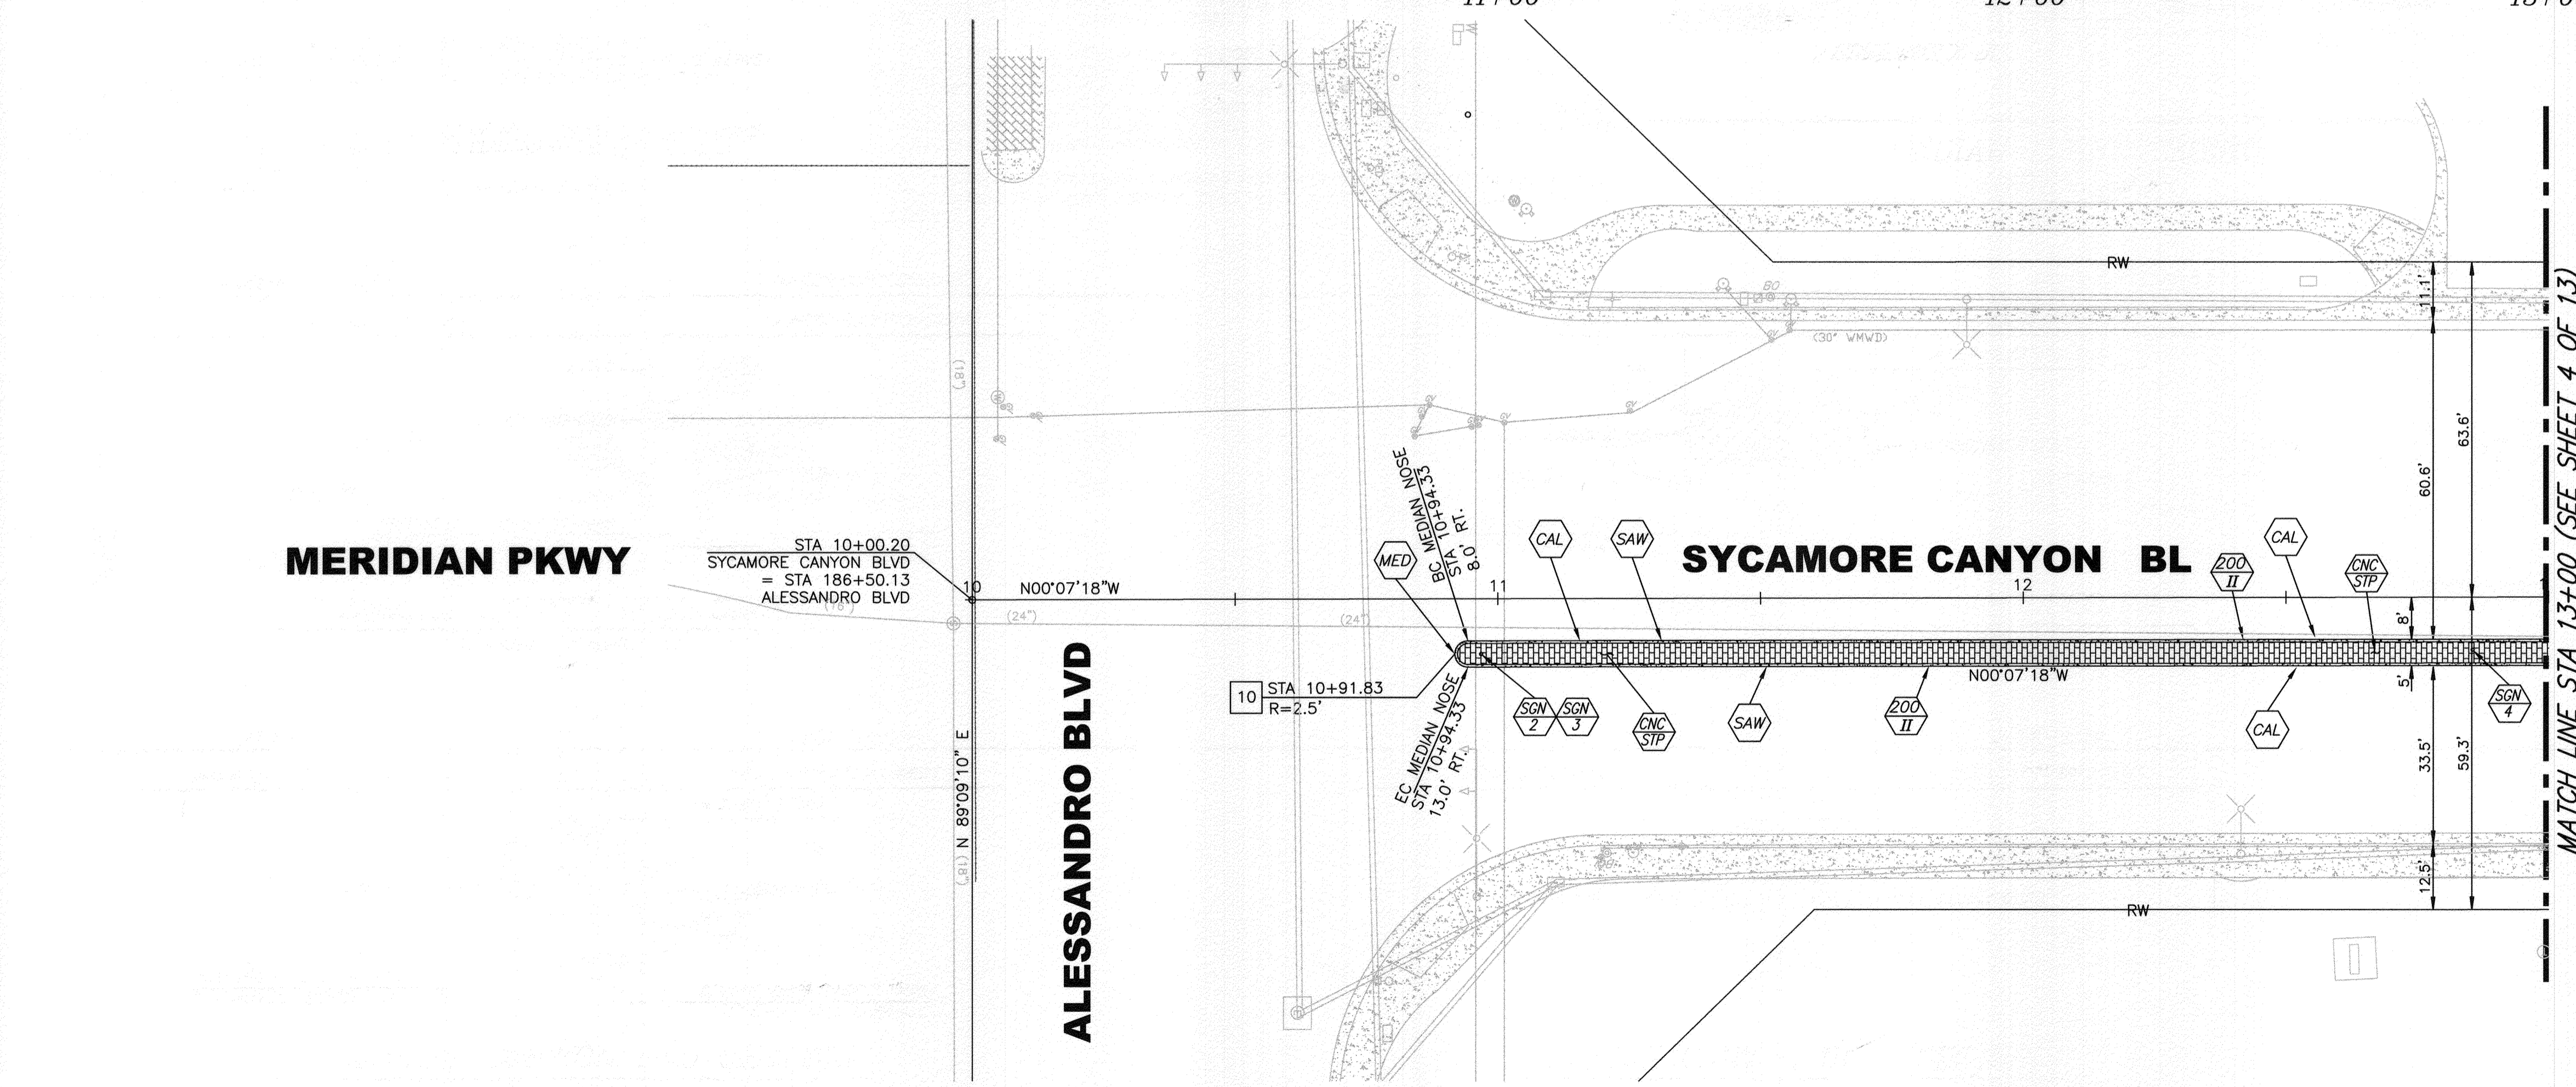 11+00
12+00
RW
11.1'
BO
(30" WMWD)
(18")
63.6'
60.6'
MERIDIAN PKWY
STA 10+00.20
SYCAMORE CANYON BLVD
= STA 186+50.13
ALESSANDRO BLVD
(16")
10
N00°07'18"W
(24")
(24")
MED
BC MEDIAN NOSE
STA 10+94.33
8.0' RT.
11
CAL
SAW
SYCAMORE CANYON BL
12
200
II
CAL
CNC
STP
8'
MATCH LINE STA 13+00 (SEE SHEET 4 OF 13)
N00°07'18"W
5'
10
STA 10+91.83
R=2.5'
EC MEDIAN NOSE
STA 10+94.33
13.0' RT.
SGN
2
SGN
3
CNC
STP
SAW
200
II
CAL
SGN
4
33.5'
59.3'
12.5'
ALESSANDRO BLVD
N 89°09'10" E
(18")
RW